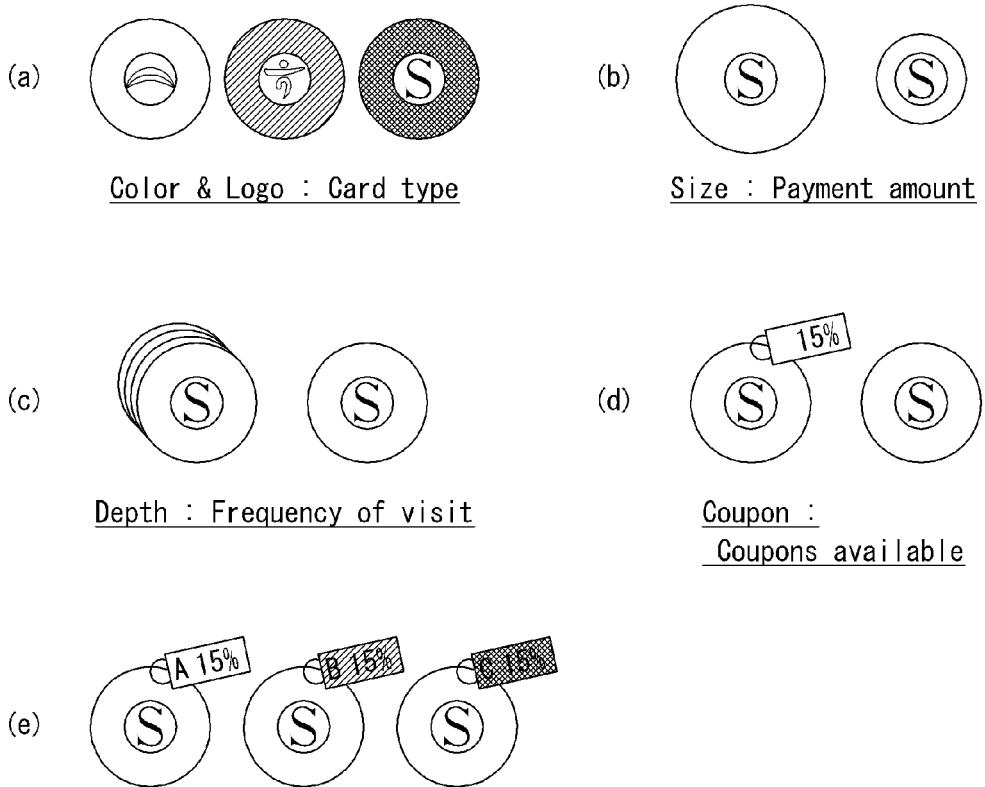 (a) S
(b) S S
Color & Logo : Card type
Size : Payment amount
(c) S S
(d) 15% S S
Depth : Frequency of visit
Coupon :
Coupons available
(e) A 15% B 15% C 15%
S S S